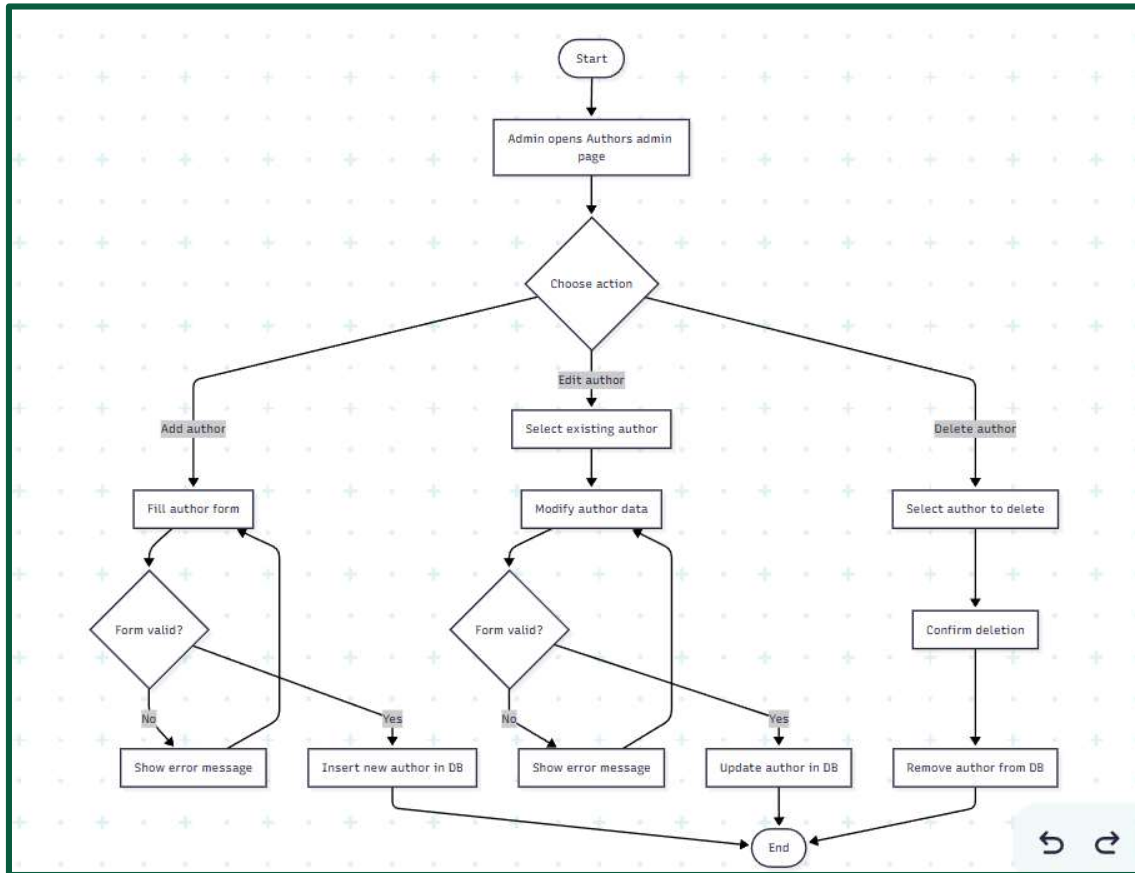 Start
Admin opens Authors admin
page
Choose action
Edit author
Add author
Select existing author
Delete author
Fill author form
Modify author data
Select author to delete
Form valid?
Form valid?
Confirm deletion
No
Yes
No
Yes
Show error message
Insert new author in DB
Show error message
Update author in DB
Remove author from DB
End